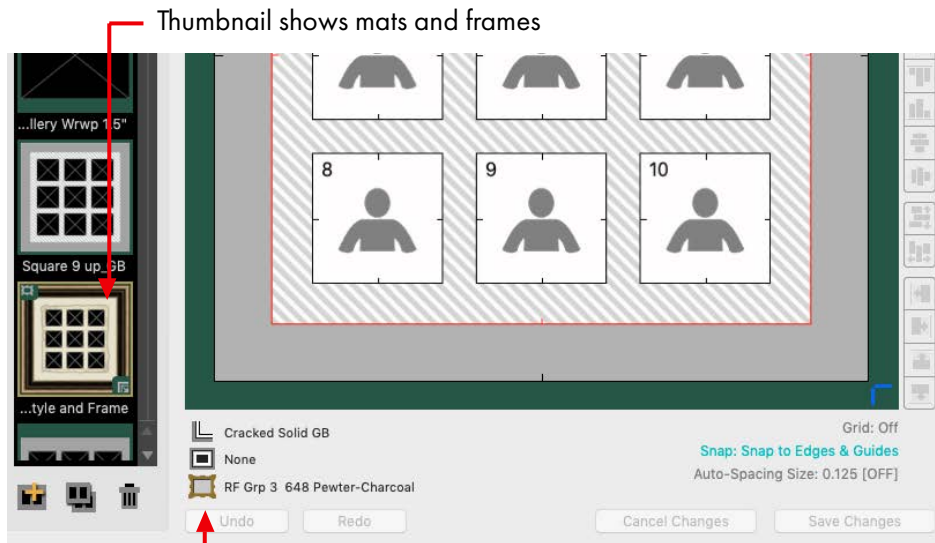 Thumbnail shows mats and frames
...llery Wrwp 1.5"
8
9
10
Square 9 up_GB
...tyle and Frame
Cracked Solid GB
None
RF Grp 3 648 Pewter-Charcoal
Grid: Off
Snap: Snap to Edges & Guides
Auto-Spacing Size: 0.125 [OFF]
Undo
Redo
Cancel Changes
Save Changes